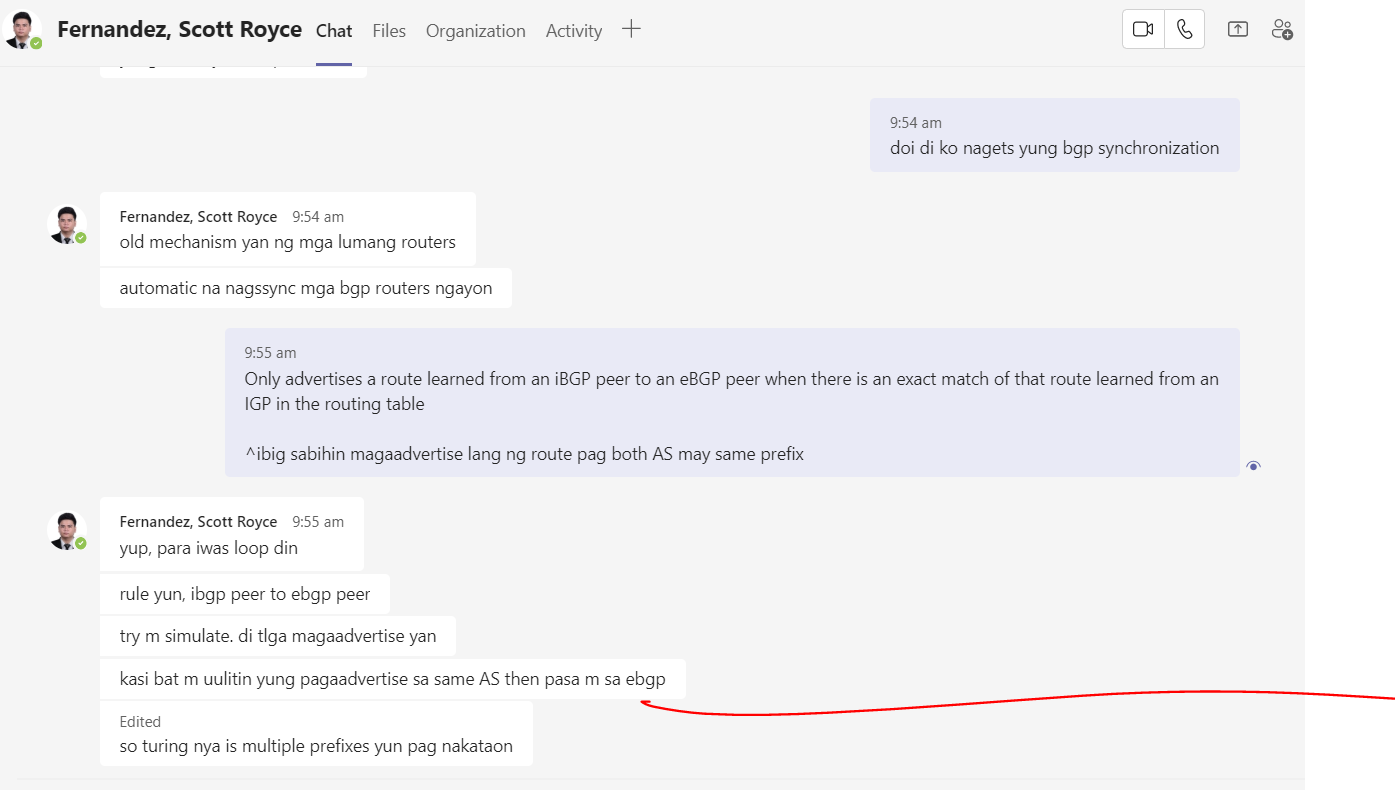 Fernandez, Scott Royce Chat Files Organization Activity
9:54 am
doi di ko nagets yung bgp synchronization
Fernandez, Scott Royce 9:54 am
old mechanism yan ng mga lumang routers
automatic na nagssync mga bgp routers ngayon
9:55 am
Only advertises a route learned from an iBGP peer to an eBGP peer when there is an exact match of that route learned from an
IGP in the routing table
^ibig sabihin magaadvertise lang ng route pag both AS may same prefix
Fernandez, Scott Royce 9:55 am
yup, para iwas loop din
rule yun, ibgp peer to ebgp peer
try m simulate. di tlga magaadvertise yan
kasi bat m uulitin yung pagaadvertise sa same AS then pasa m sa ebgp
Edited
so turing nya is multiple prefixes yun pag nakataon